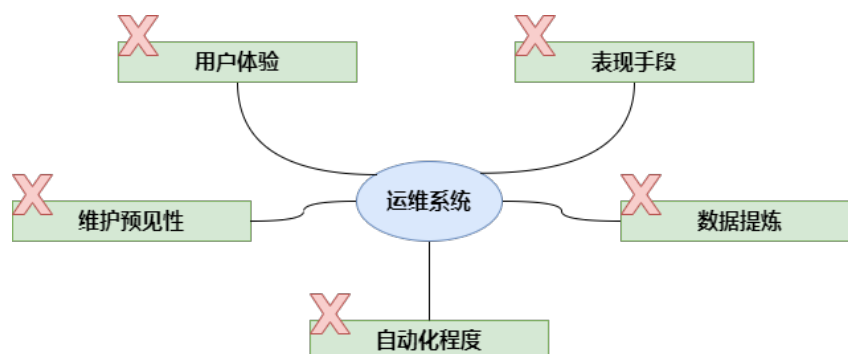 用户体验
表现手段
运维系统
维护预见性
数据提炼
自动化程度